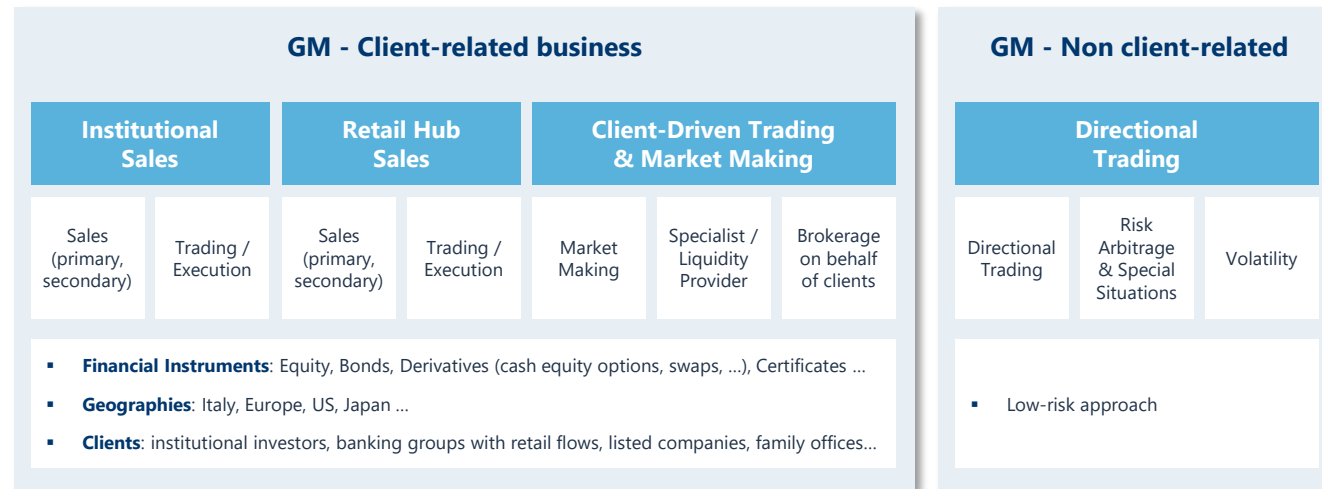 GM - Client-related business
Institutional
Sales
Retail Hub
Sales
Client-Driven Trading
& Market Making
Sales
(primary,
secondary)
Trading /
Execution
Sales
(primary,
secondary)
Trading /
Execution
Market
Making
Specialist /
Liquidity
Provider
Brokerage
on behalf
of clients
▪ Financial Instruments: Equity, Bonds, Derivatives (cash equity options, swaps, ...), Certificates ...
▪ Geographies: Italy, Europe, US, Japan ...
▪ Clients: institutional investors, banking groups with retail flows, listed companies, family offices...
GM - Non client-related
Directional
Trading
Directional
Trading
Risk
Arbitrage
& Special
Situations
Volatility
▪ Low-risk approach